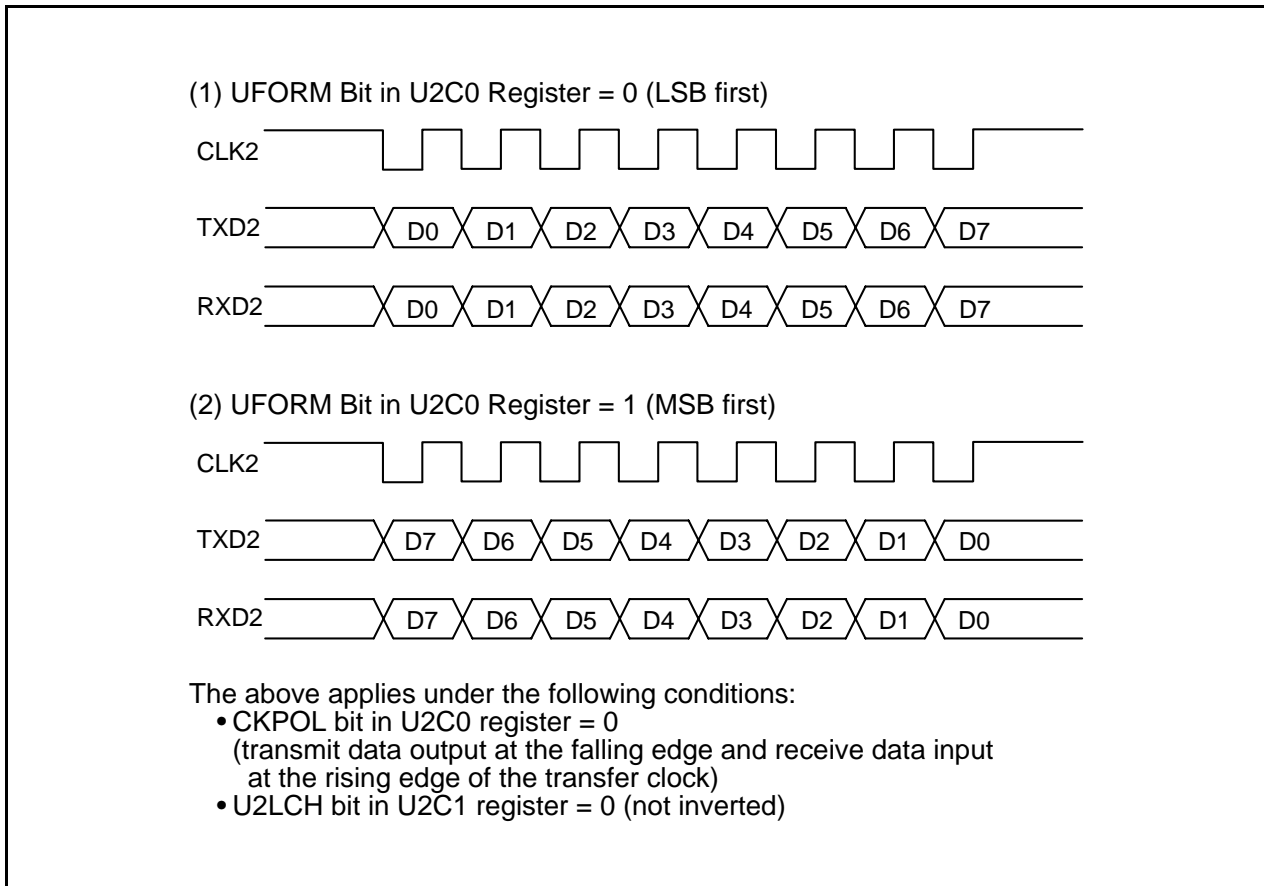 (1) UFORM Bit in U2C0 Register = 0 (LSB first)
CLK2
TXD2 D0 D1 D2 D3 D4 D5 D6 D7
RXD2 D0 D1 D2 D3 D4 D5 D6 D7
(2) UFORM Bit in U2C0 Register = 1 (MSB first)
CLK2
TXD2 D7 D6 D5 D4 D3 D2 D1 D0
RXD2 D7 D6 D5 D4 D3 D2 D1 D0
The above applies under the following conditions:
• CKPOL bit in U2C0 register = 0
(transmit data output at the falling edge and receive data input
at the rising edge of the transfer clock)
• U2LCH bit in U2C1 register = 0 (not inverted)